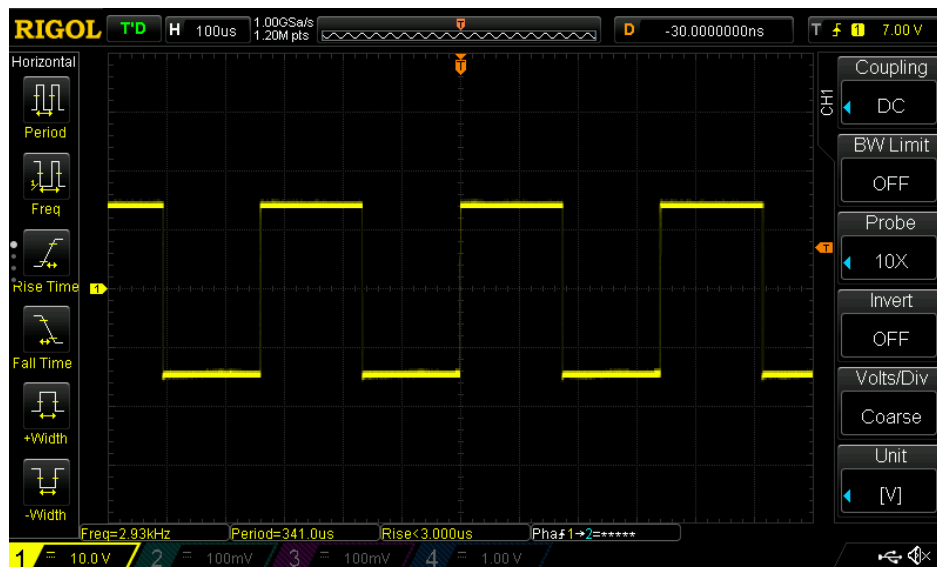 RIGOL T'D H 100us 1.00GSa/s D -30.0000000ns T 1 7.00 V
1.20M pts
T
Horizontal
Period
Freq
Rise Time
Fall Time
+Width
-Width
1
T
CH1
Coupling
DC
BW Limit
OFF
Probe
10X
Invert
OFF
Volts/Div
Coarse
Unit
[V]
Freq=2.93kHz Period=341.0us Rise<3.000us Pha⨍1→2=*****
1 = 10.0 V 2 = 100mV 3 = 100mV 4 = 1.00 V